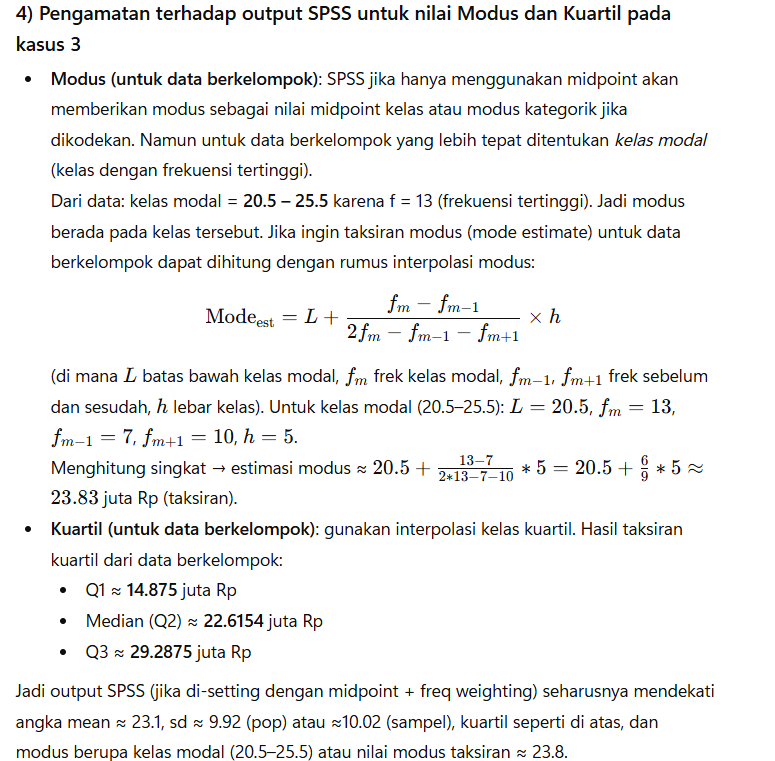 4) Pengamatan terhadap output SPSS untuk nilai Modus dan Kuartil pada
kasus 3
• Modus (untuk data berkelompok): SPSS jika hanya menggunakan midpoint akan
memberikan modus sebagai nilai midpoint kelas atau modus kategorik jika
dikodekan. Namun untuk data berkelompok yang lebih tepat ditentukan kelas modal
(kelas dengan frekuensi tertinggi).
Dari data: kelas modal = 20.5 – 25.5 karena f = 13 (frekuensi tertinggi). Jadi modus
berada pada kelas tersebut. Jika ingin taksiran modus (mode estimate) untuk data
berkelompok dapat dihitung dengan rumus interpolasi modus:
Mode_est = L + \frac{f_m − f_{m−1}}{2f_m − f_{m−1} − f_{m+1}} × h
(di mana L batas bawah kelas modal, f_m frek kelas modal, f_{m−1}, f_{m+1} frek sebelum
dan sesudah, h lebar kelas). Untuk kelas modal (20.5–25.5): L = 20.5, f_m = 13,
f_{m−1} = 7, f_{m+1} = 10, h = 5.
Menghitung singkat → estimasi modus ≈ 20.5 + \frac{13−7}{2*13−7−10} * 5 = 20.5 + \frac{6}{9} * 5 ≈
23.83 juta Rp (taksiran).
• Kuartil (untuk data berkelompok): gunakan interpolasi kelas kuartil. Hasil taksiran
kuartil dari data berkelompok:
• Q1 ≈ 14.875 juta Rp
• Median (Q2) ≈ 22.6154 juta Rp
• Q3 ≈ 29.2875 juta Rp
Jadi output SPSS (jika di-setting dengan midpoint + freq weighting) seharusnya mendekati
angka mean ≈ 23.1, sd ≈ 9.92 (pop) atau ≈10.02 (sampel), kuartil seperti di atas, dan
modus berupa kelas modal (20.5–25.5) atau nilai modus taksiran ≈ 23.8.